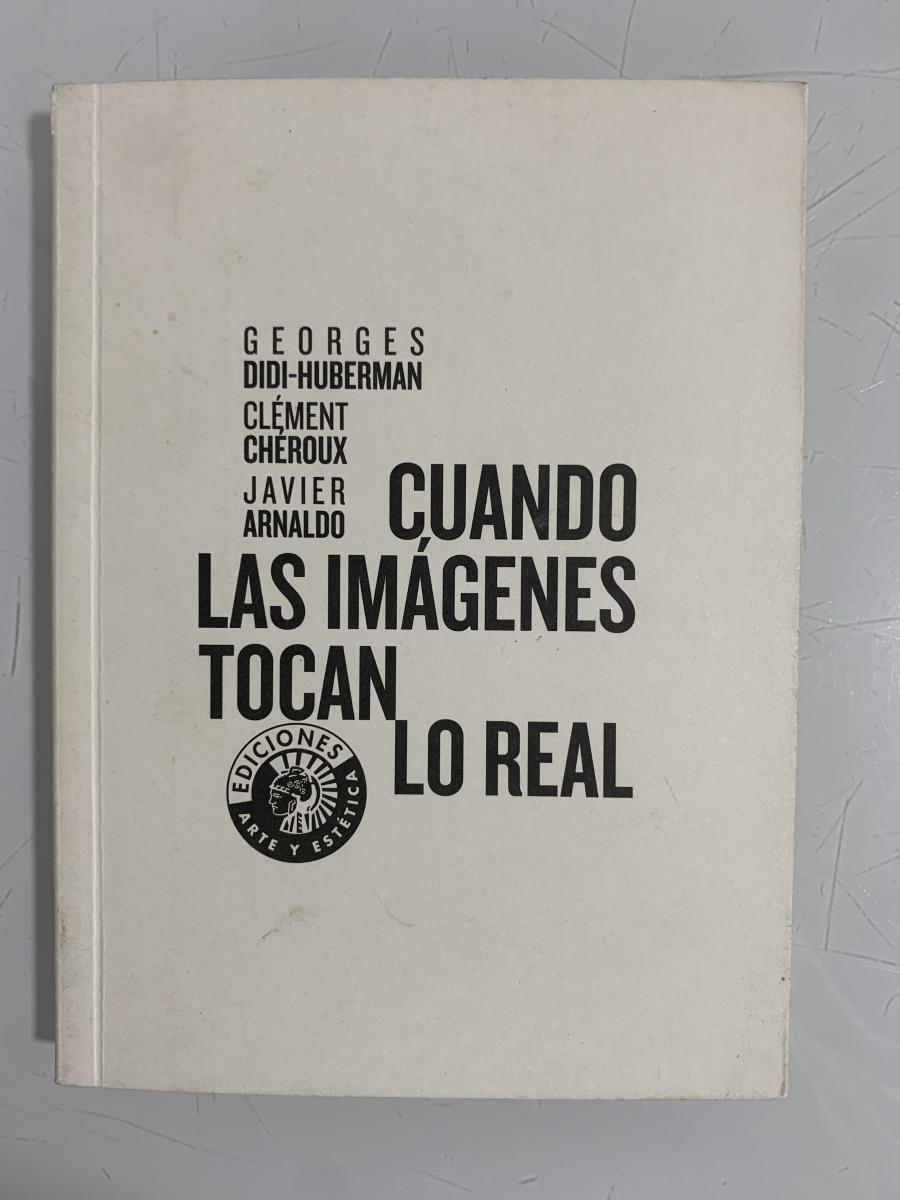 GEORGES
DIDI-HUBERMAN
CLÉMENT
CHÉROUX
JAVIER
ARNALDO
CUANDO
LAS IMÁGENES
TOCAN
LO REAL
EDICIONES
ARTE Y ESTÉTICA